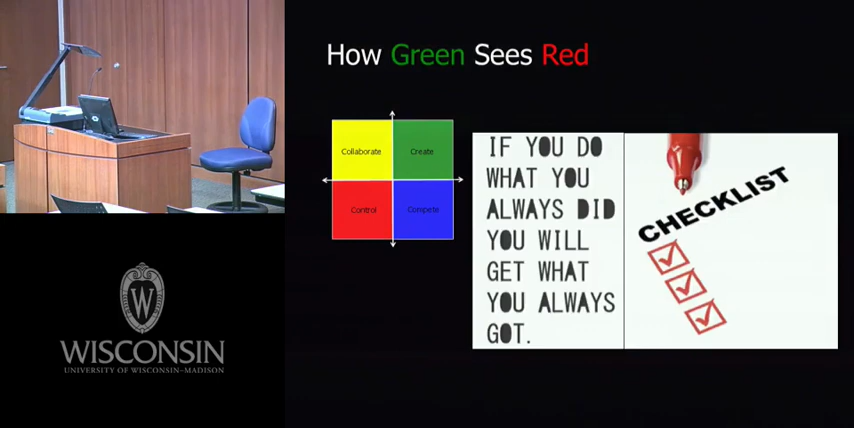 How Green Sees Red
Collaborate
Create
Control
Compete
IF YOU DO
WHAT YOU
ALWAYS DID
YOU WILL
GET WHAT
YOU ALWAYS
GOT.
CHECKLIST
W
WISCONSIN
UNIVERSITY OF WISCONSIN–MADISON